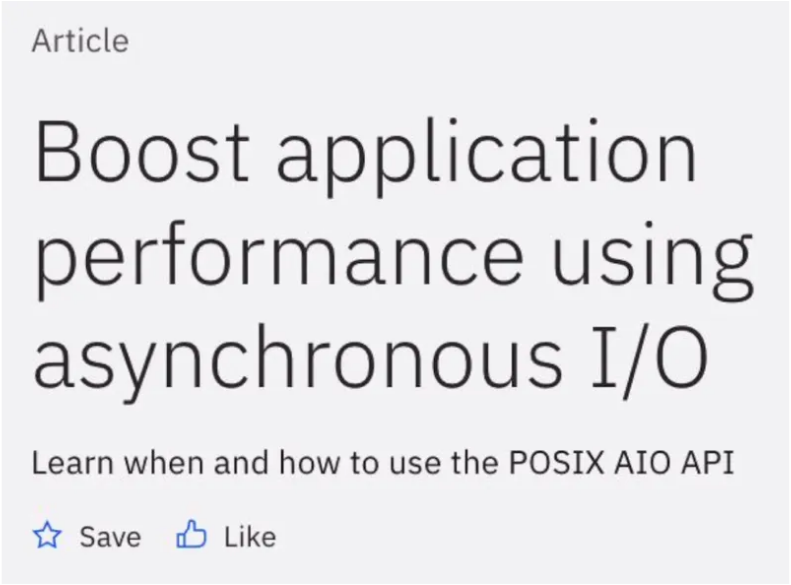 Article
Boost application
performance using
asynchronous I/O
Learn when and how to use the POSIX AIO API
Save Like